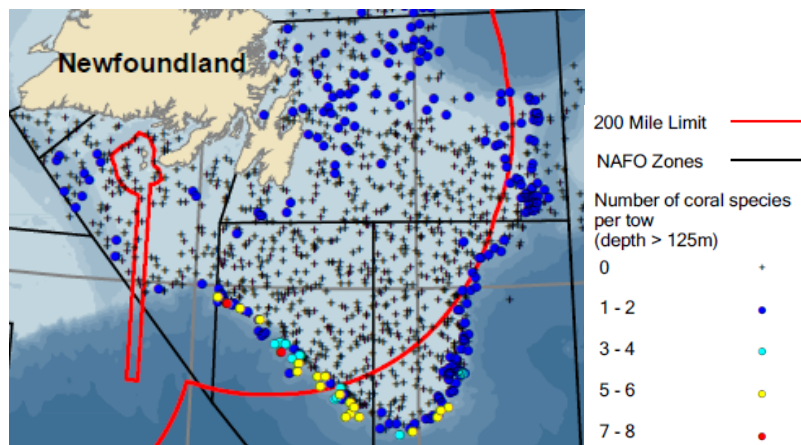 Newfoundland
200 Mile Limit
NAFO Zones
Number of coral species
per tow
(depth > 125m)
0
1 - 2
3 - 4
5 - 6
7 - 8